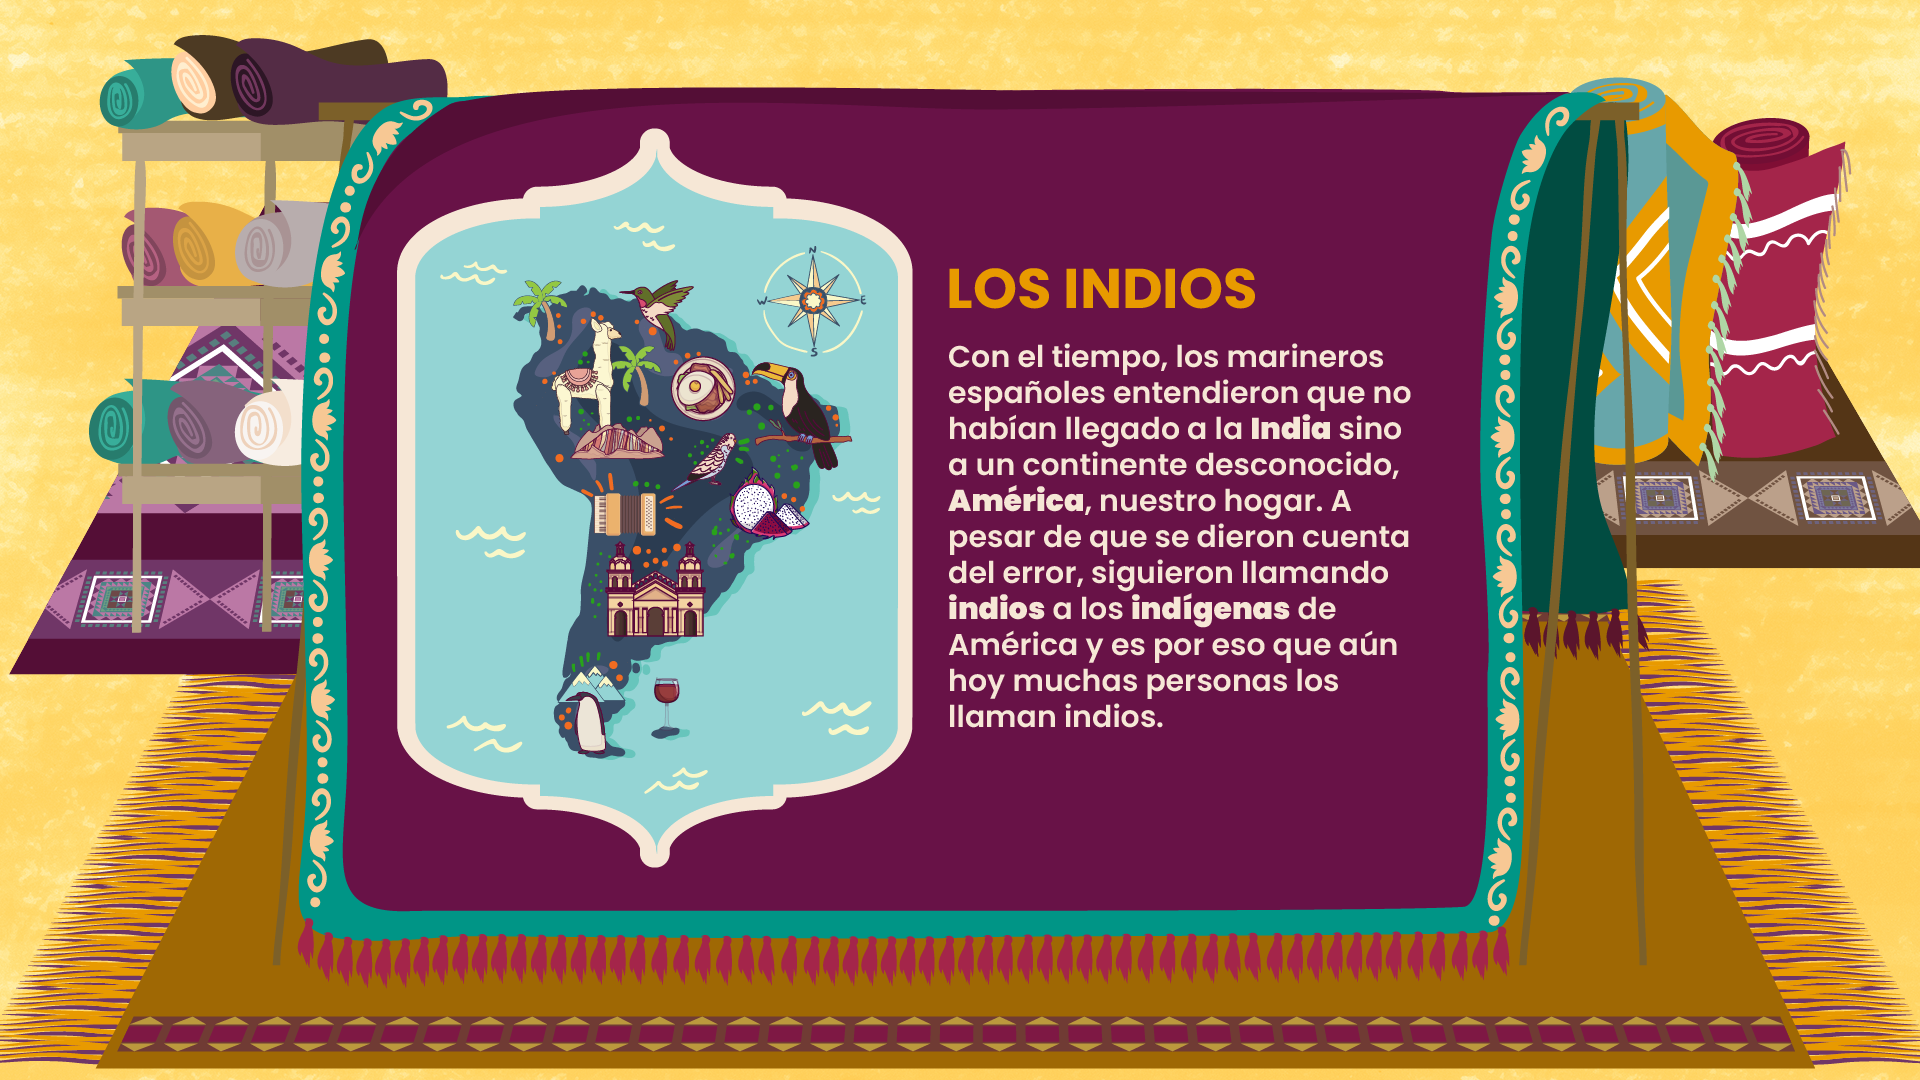 N
W
E
S
LOS INDIOS
Con el tiempo, los marineros
españoles entendieron que no
habían llegado a la India sino
a un continente desconocido,
América, nuestro hogar. A
pesar de que se dieron cuenta
del error, siguieron llamando
indios a los indígenas de
América y es por eso que aún
hoy muchas personas los
llaman indios.